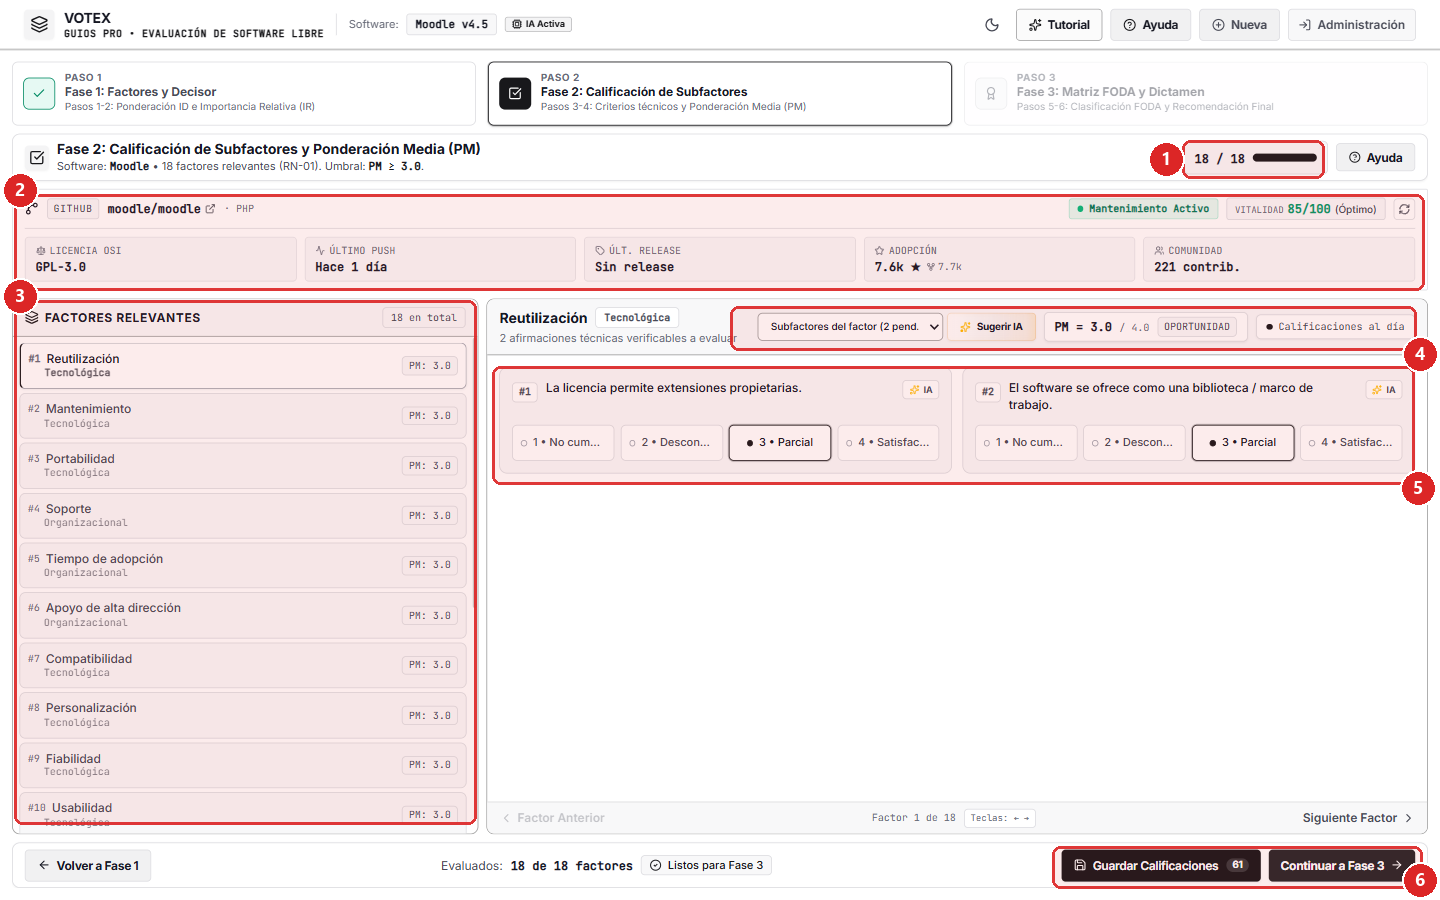 VOTEX
GUIOS PRO • EVALUACIÓN DE SOFTWARE LIBRE
Software: Moodle v4.5 IA Activa
Tutorial
Ayuda
Nueva
Administración
PASO 1
Fase 1: Factores y Decisor
Pasos 1-2: Ponderación ID e Importancia Relativa (IR)
PASO 2
Fase 2: Calificación de Subfactores
Pasos 3-4: Criterios técnicos y Ponderación Media (PM)
PASO 3
Fase 3: Matriz FODA y Dictamen
Pasos 5-6: Clasificación FODA y Recomendación Final
Fase 2: Calificación de Subfactores y Ponderación Media (PM)
Software: Moodle • 18 factores relevantes (RN-01). Umbral: PM ≥ 3.0.
1
18 / 18
Ayuda
2
GITHUB moodle/moodle · PHP
Mantenimiento Activo
VITALIDAD 85/100 (Óptimo)
LICENCIA OSI
GPL-3.0
ÚLTIMO PUSH
Hace 1 día
ÚLT. RELEASE
Sin release
ADOPCIÓN
7.6k ★ 7.7k
COMUNIDAD
221 contrib.
3
FACTORES RELEVANTES 18 en total
#1 Reutilización
Tecnológica
PM: 3.0
#2 Mantenimiento
Tecnológica
PM: 3.0
#3 Portabilidad
Tecnológica
PM: 3.0
#4 Soporte
Organizacional
PM: 3.0
#5 Tiempo de adopción
Organizacional
PM: 3.0
#6 Apoyo de alta dirección
Organizacional
PM: 3.0
#7 Compatibilidad
Tecnológica
PM: 3.0
#8 Personalización
Tecnológica
PM: 3.0
#9 Fiabilidad
Tecnológica
PM: 3.0
#10 Usabilidad
Tecnológica
PM: 3.0
Reutilización Tecnológica
2 afirmaciones técnicas verificables a evaluar
Subfactores del factor (2 pend.
Sugerir IA
PM = 3.0 / 4.0 OPORTUNIDAD
Calificaciones al día
4
#1 La licencia permite extensiones propietarias.
IA
1 • No cum...
2 • Descon...
3 • Parcial
4 • Satisfac...
#2 El software se ofrece como una biblioteca / marco de
trabajo.
IA
1 • No cum...
2 • Descon...
3 • Parcial
4 • Satisfac...
5
Factor Anterior
Factor 1 de 18 Teclas: ← →
Siguiente Factor
Volver a Fase 1
Evaluados: 18 de 18 factores Listos para Fase 3
Guardar Calificaciones 61
Continuar a Fase 3 →
6